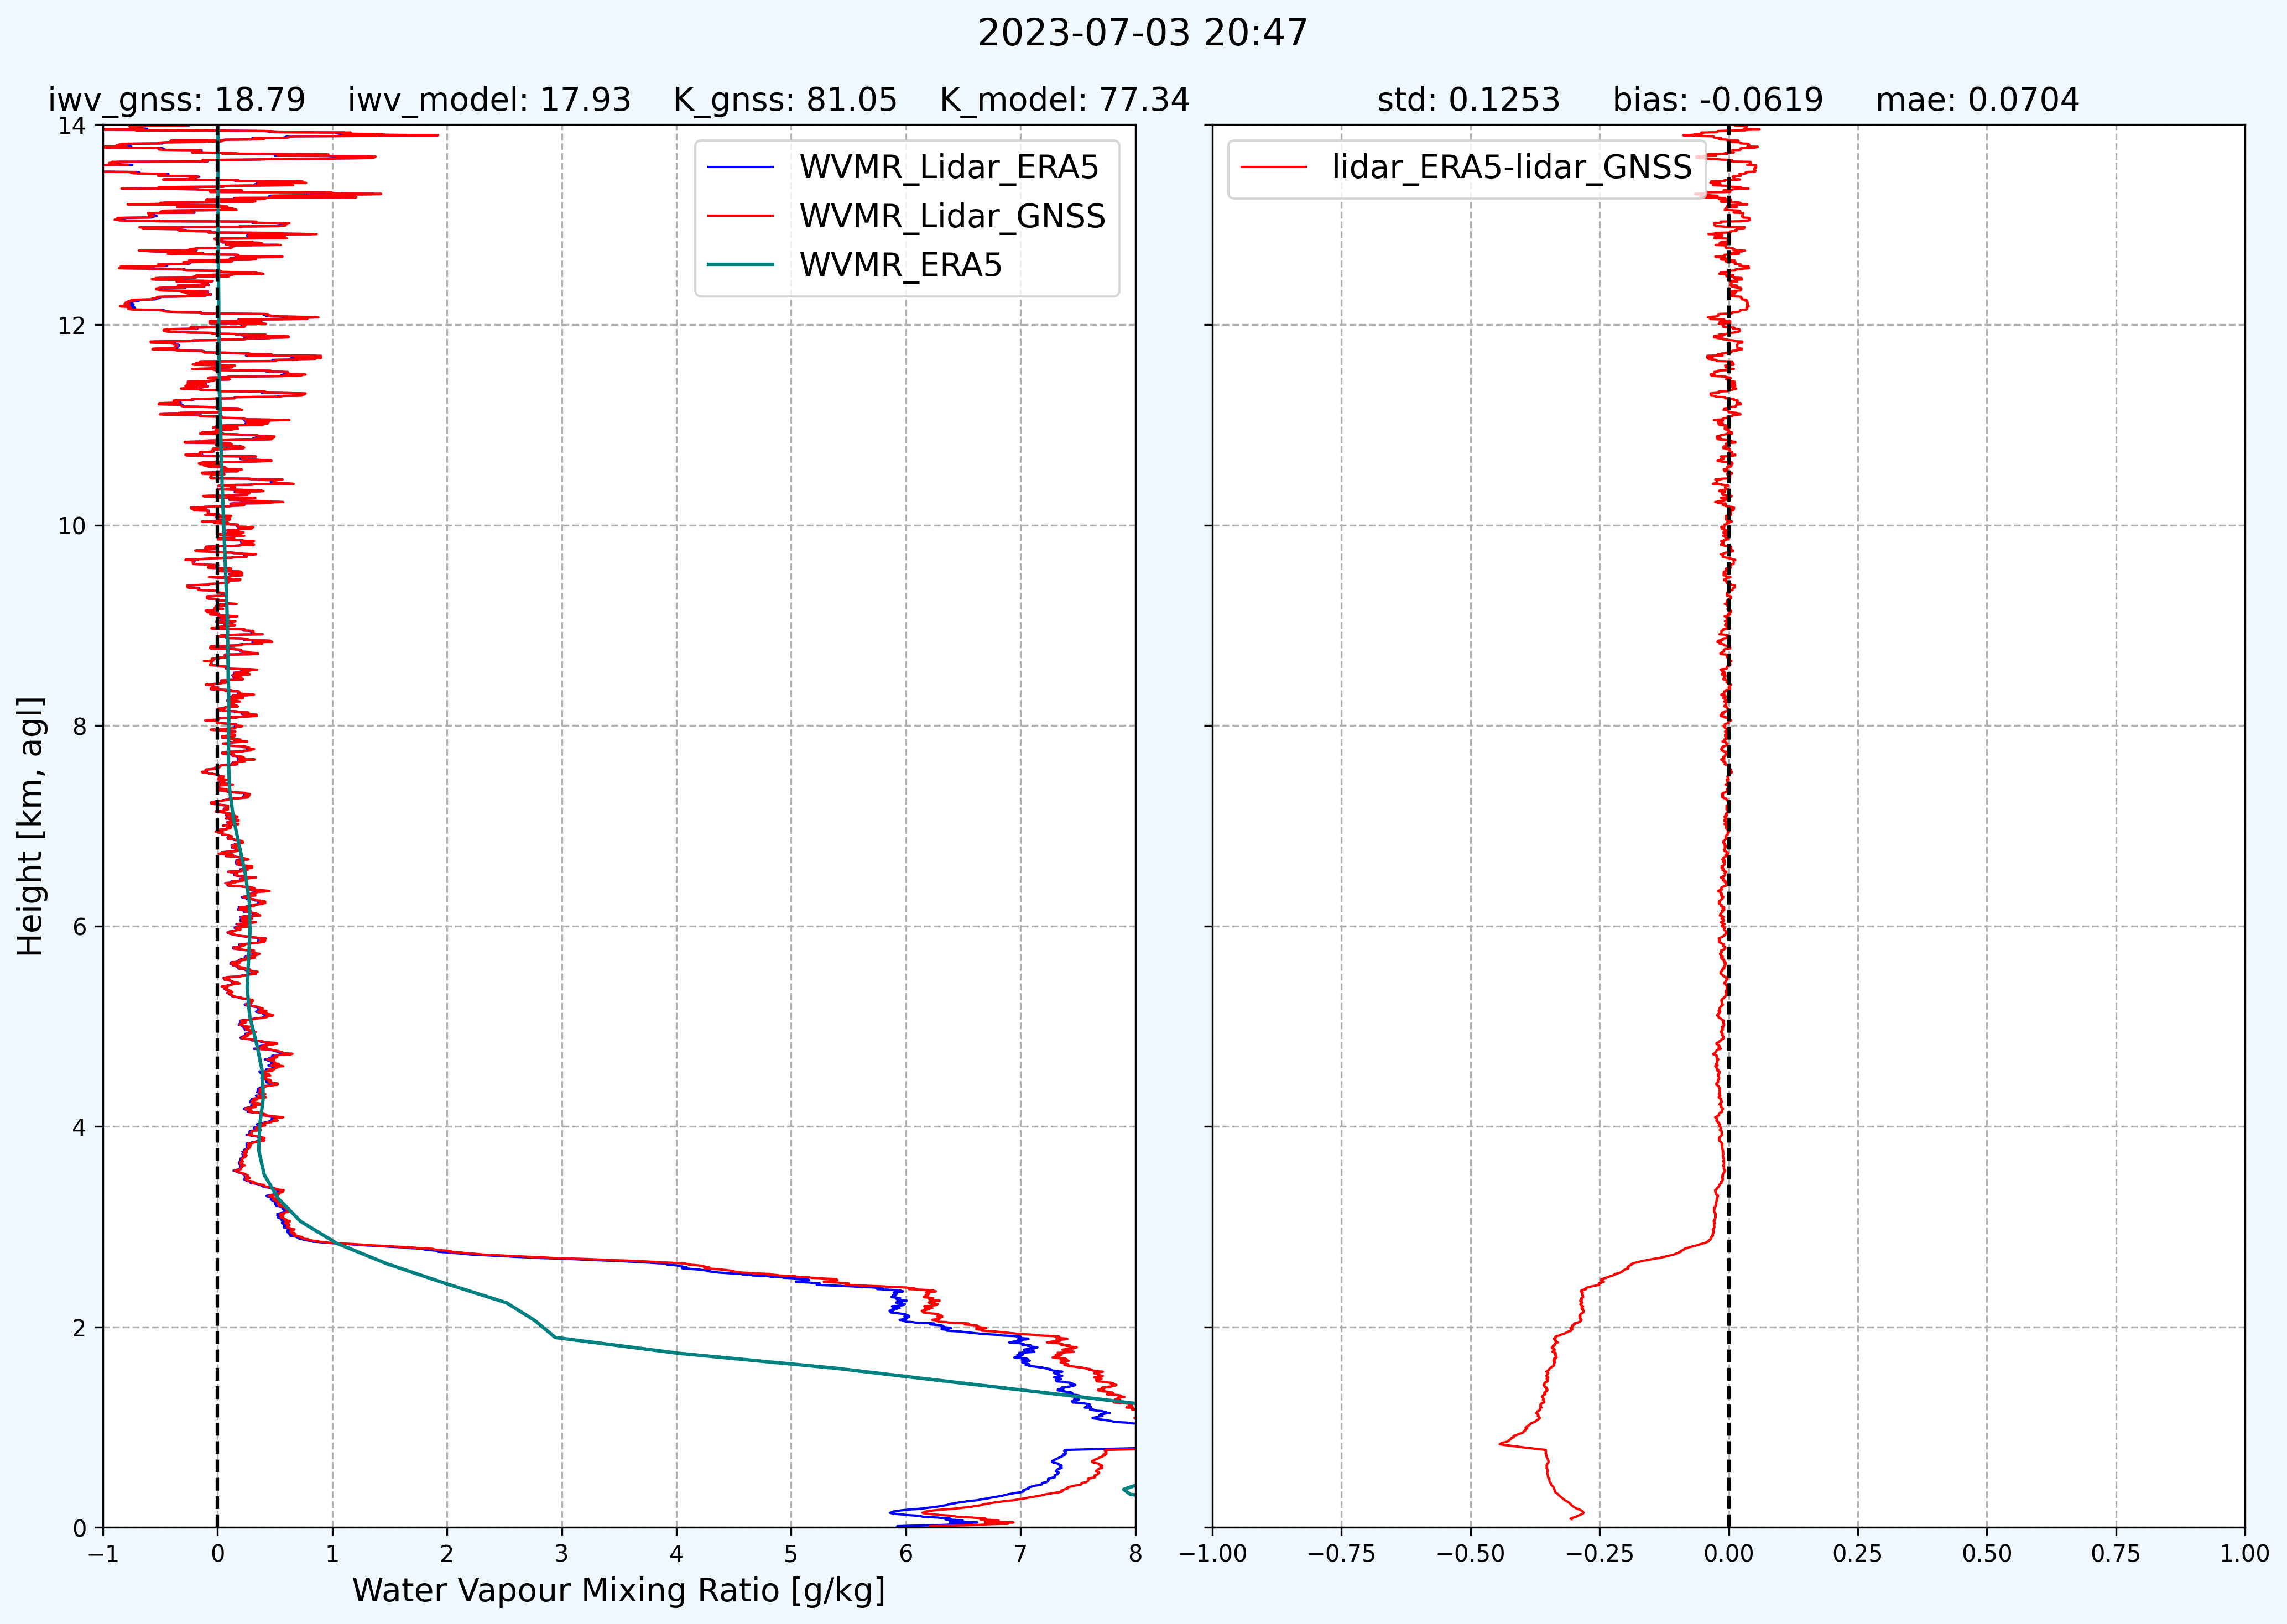 2023-07-03 20:47
iwv_gnss: 18.79 iwv_model: 17.93 K_gnss: 81.05 K_model: 77.34
std: 0.1253 bias: -0.0619 mae: 0.0704
WVMR_Lidar_ERA5
WVMR_Lidar_GNSS
WVMR_ERA5
lidar_ERA5-lidar_GNSS
14
12
10
8
6
4
2
0
Height [km, agl]
−1 0 1 2 3 4 5 6 7 8
Water Vapour Mixing Ratio [g/kg]
−1.00 −0.75 −0.50 −0.25 0.00 0.25 0.50 0.75 1.00